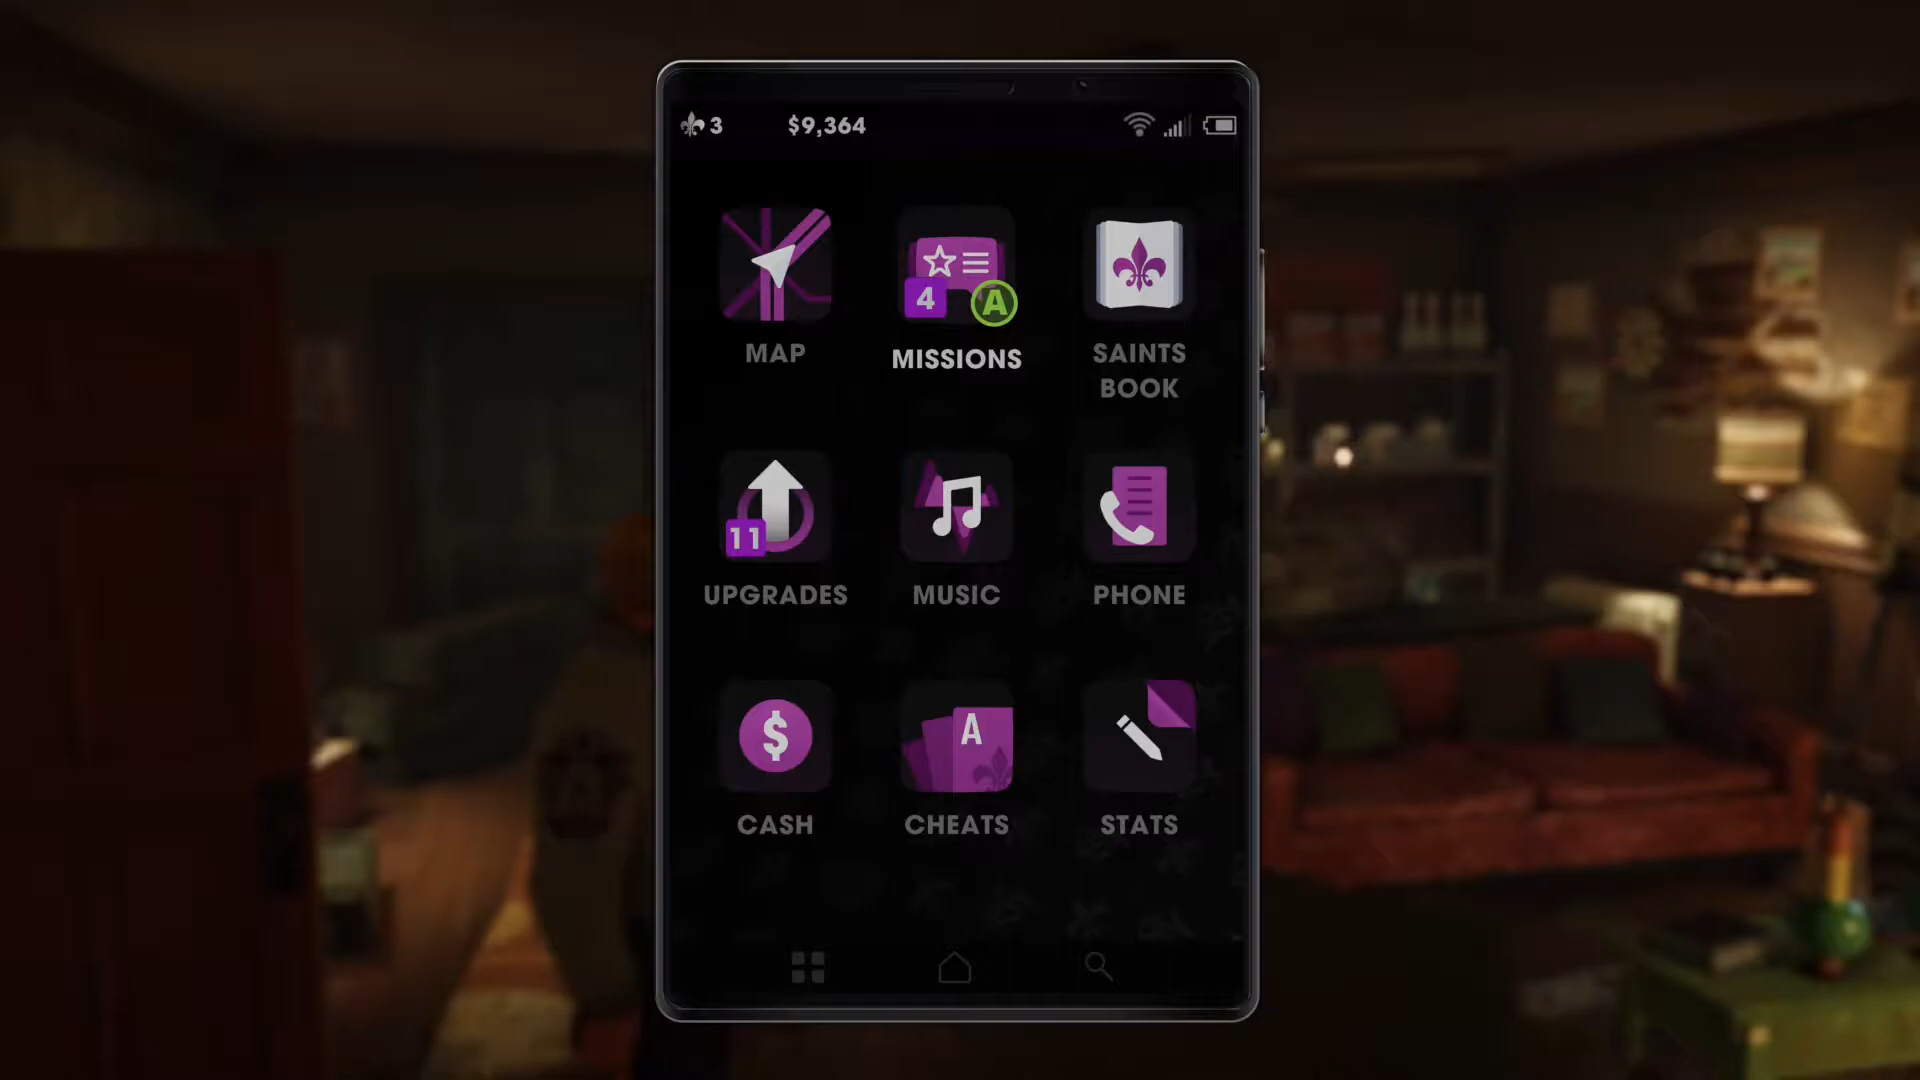 3 $9,364
MAP
4 A
MISSIONS
SAINTS
BOOK
11
UPGRADES
MUSIC
PHONE
$
CASH
A
CHEATS
STATS